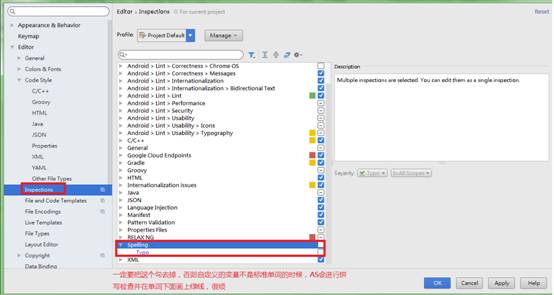 Editor › Inspections
For current project
Reset
Appearance & Behavior
Keymap
Editor
General
Colors & Fonts
Code Style
C/C++
Groovy
HTML
Java
JSON
Properties
XML
YAML
Other File Types
Inspections
File and Code Templates
File Encodings
Live Templates
File Types
Layout Editor
Copyright
Data Binding
Profile:
Project Default
Manage
Android > Lint > Correctness > Chrome OS
Android > Lint > Correctness > Messages
Android > Lint > Internationalization
Android > Lint > Internationalization > Bidirectional Text
Android > Lint > Lint
Android > Lint > Performance
Android > Lint > Security
Android > Lint > Usability
Android > Lint > Usability > Icons
Android > Lint > Usability > Typography
C/C++
General
Google Cloud Endpoints
Gradle
Groovy
HTML
Internationalization issues
Java
JSON
Language Injection
Manifest
Pattern Validation
Properties Files
RELAX NG
Spelling
Typo
XML
Description
Multiple inspections are selected. You can edit them as a single inspection.
Severity:
Typo
In All Scopes
一定要把这个勾去掉，否则自定义的变量不是标准单词的时候，AS会进行拼
写检查并在单词下面画上绿线，很烦
OK
Cancel
Apply
Help